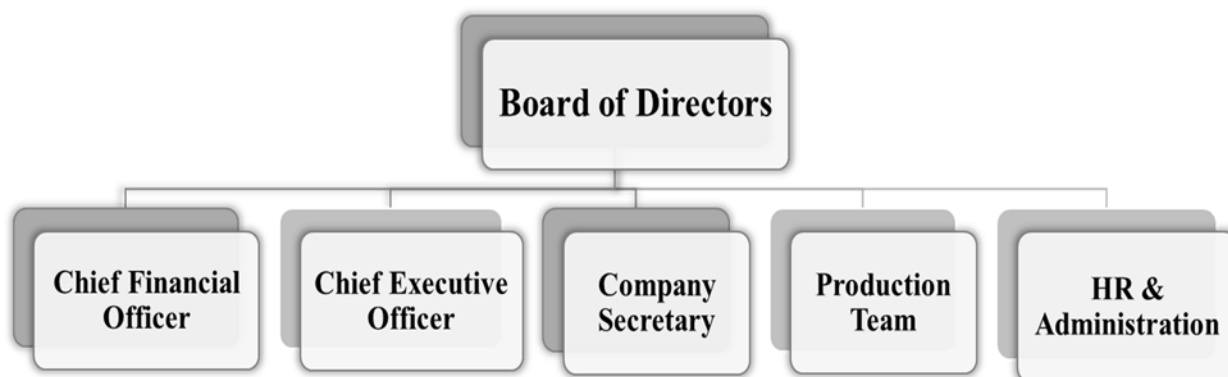 Board of Directors
Chief Financial
Officer
Chief Executive
Officer
Company
Secretary
Production
Team
HR &
Administration